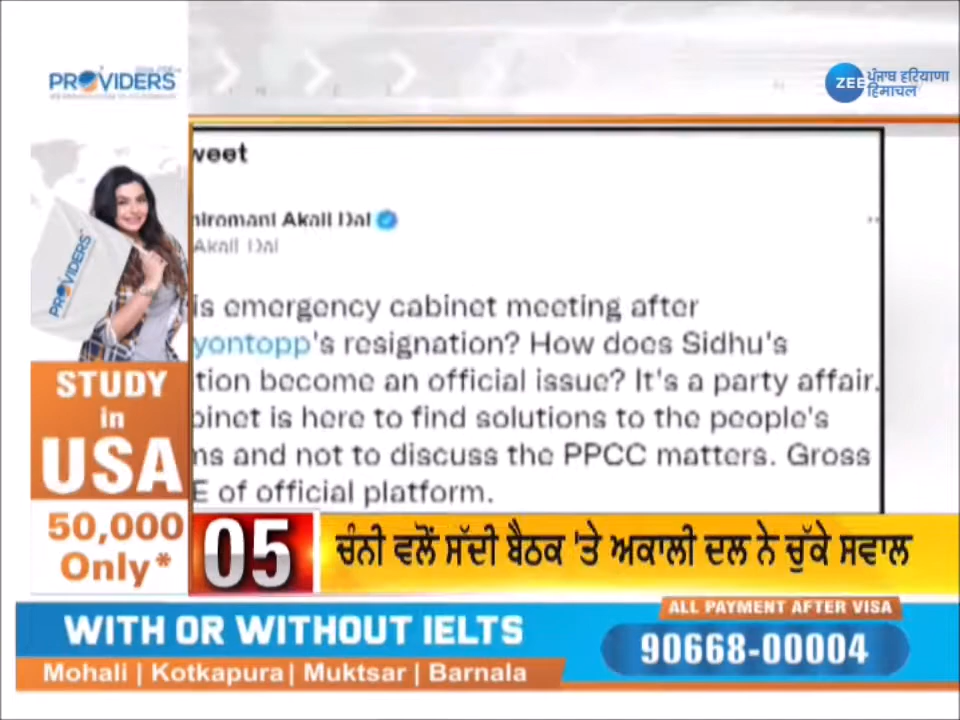 PROVIDERS
ZEE ਪੰਜਾਬ ਹਰਿਆਣਾ
ਹਿਮਾਚਲ
weet
hiromani Akali Dal
Akali Dal
is emergency cabinet meeting after
yontopp's resignation? How does Sidhu's
tion become an official issue? It's a party affair.
binet is here to find solutions to the people's
ms and not to discuss the PPCC matters. Gross
E of official platform.
PROVIDERS
STUDY
in
USA
50,000
Only*
05 ਚੰਨੀ ਵਲੋਂ ਸੱਦੀ ਬੈਠਕ 'ਤੇ ਅਕਾਲੀ ਦਲ ਨੇ ਚੁੱਕੇ ਸਵਾਲ
WITH OR WITHOUT IELTS
ALL PAYMENT AFTER VISA
90668-00004
Mohali | Kotkapura | Muktsar | Barnala